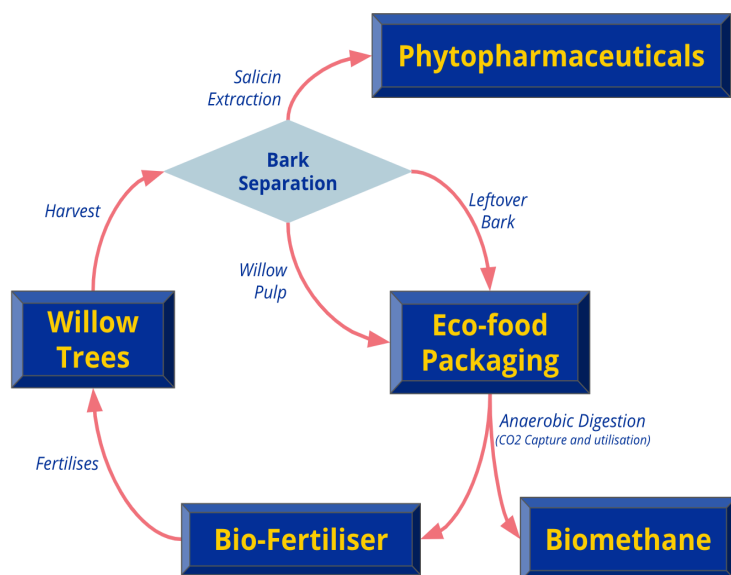 Phytopharmaceuticals
Salicin
Extraction
Bark
Separation
Harvest
Leftover
Bark
Willow
Pulp
Willow
Trees
Eco-food
Packaging
Anaerobic Digestion
(CO2 Capture and utilisation)
Fertilises
Bio-Fertiliser
Biomethane